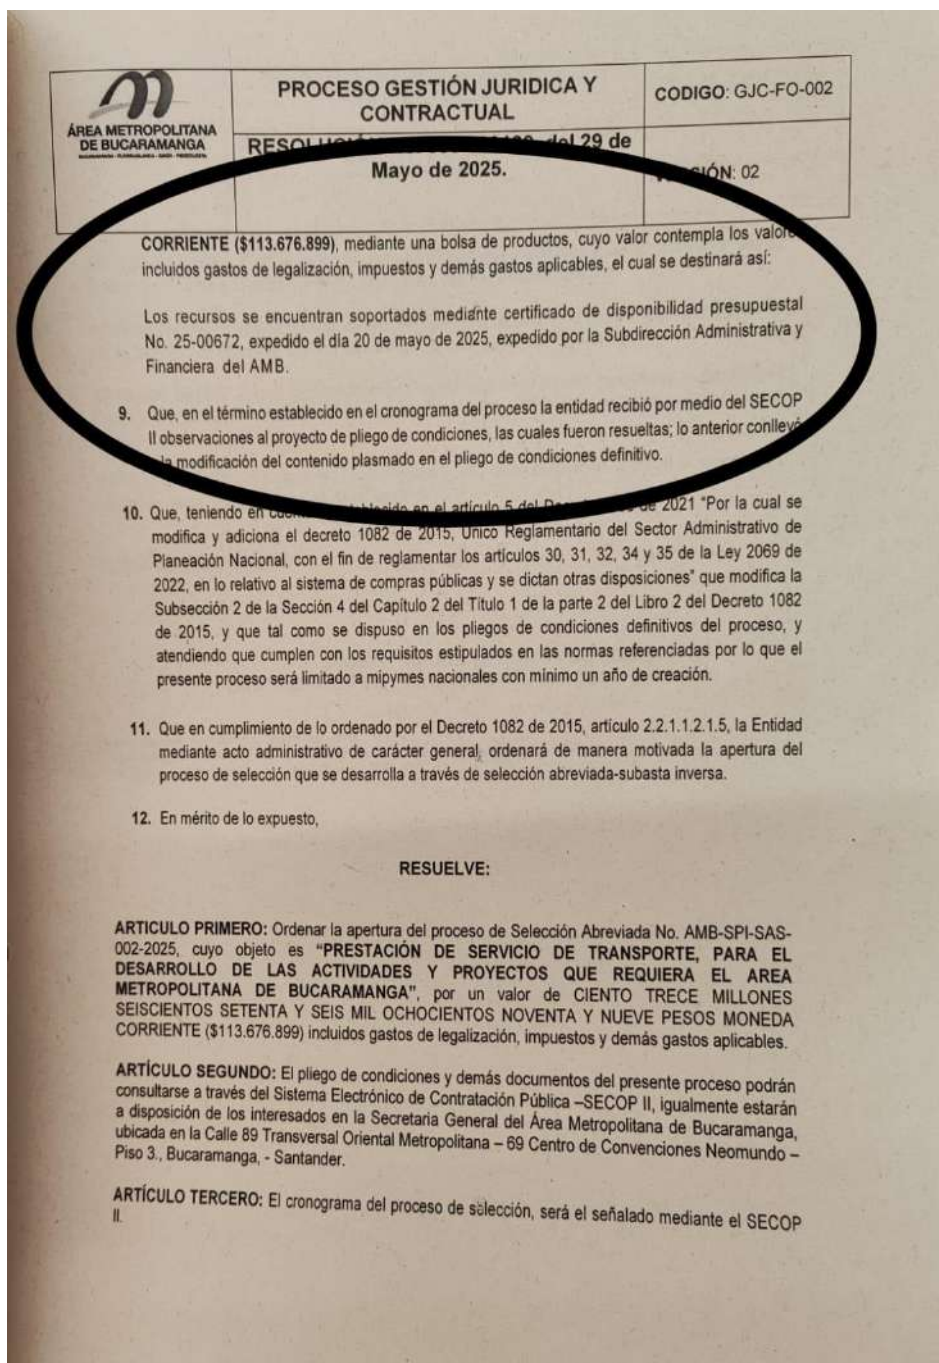 ÁREA METROPOLITANA
DE BUCARAMANGA
PROCESO GESTIÓN JURIDICA Y
CONTRACTUAL
CODIGO: GJC-FO-002
del 29 de
Mayo de 2025.
VERSIÓN: 02
CORRIENTE ($113.676.899), mediante una bolsa de productos, cuyo valor contempla los valores
incluidos gastos de legalización, impuestos y demás gastos aplicables, el cual se destinará así:
Los recursos se encuentran soportados mediante certificado de disponibilidad presupuestal
No. 25-00672, expedido el día 20 de mayo de 2025, expedido por la Subdirección Administrativa y
Financiera del AMB.
9. Que, en el término establecido en el cronograma del proceso la entidad recibió por medio del SECOP
II observaciones al proyecto de pliego de condiciones, las cuales fueron resueltas; lo anterior conllevó
la modificación del contenido plasmado en el pliego de condiciones definitivo.
10. Que, teniendo en establecido en el artículo 5 del de 2021 "Por la cual se
modifica y adiciona el decreto 1082 de 2015, Único Reglamentario del Sector Administrativo de
Planeación Nacional, con el fin de reglamentar los artículos 30, 31, 32, 34 y 35 de la Ley 2069 de
2022, en lo relativo al sistema de compras públicas y se dictan otras disposiciones" que modifica la
Subsección 2 de la Sección 4 del Capítulo 2 del Título 1 de la parte 2 del Libro 2 del Decreto 1082
de 2015, y que tal como se dispuso en los pliegos de condiciones definitivos del proceso, y
atendiendo que cumplen con los requisitos estipulados en las normas referenciadas por lo que el
presente proceso será limitado a mipymes nacionales con mínimo un año de creación.
11. Que en cumplimiento de lo ordenado por el Decreto 1082 de 2015, artículo 2.2.1.1.2.1.5, la Entidad
mediante acto administrativo de carácter general, ordenará de manera motivada la apertura del
proceso de selección que se desarrolla a través de selección abreviada-subasta inversa.
12. En mérito de lo expuesto,
RESUELVE:
ARTICULO PRIMERO: Ordenar la apertura del proceso de Selección Abreviada No. AMB-SPI-SAS-
002-2025, cuyo objeto es "PRESTACIÓN DE SERVICIO DE TRANSPORTE, PARA EL
DESARROLLO DE LAS ACTIVIDADES Y PROYECTOS QUE REQUIERA EL AREA
METROPOLITANA DE BUCARAMANGA", por un valor de CIENTO TRECE MILLONES
SEISCIENTOS SETENTA Y SEIS MIL OCHOCIENTOS NOVENTA Y NUEVE PESOS MONEDA
CORRIENTE ($113.676.899) incluidos gastos de legalización, impuestos y demás gastos aplicables.
ARTÍCULO SEGUNDO: El pliego de condiciones y demás documentos del presente proceso podrán
consultarse a través del Sistema Electrónico de Contratación Pública –SECOP II, igualmente estarán
a disposición de los interesados en la Secretaria General del Área Metropolitana de Bucaramanga,
ubicada en la Calle 89 Transversal Oriental Metropolitana – 69 Centro de Convenciones Neomundo –
Piso 3., Bucaramanga, - Santander.
ARTÍCULO TERCERO: El cronograma del proceso de selección, será el señalado mediante el SECOP
II.